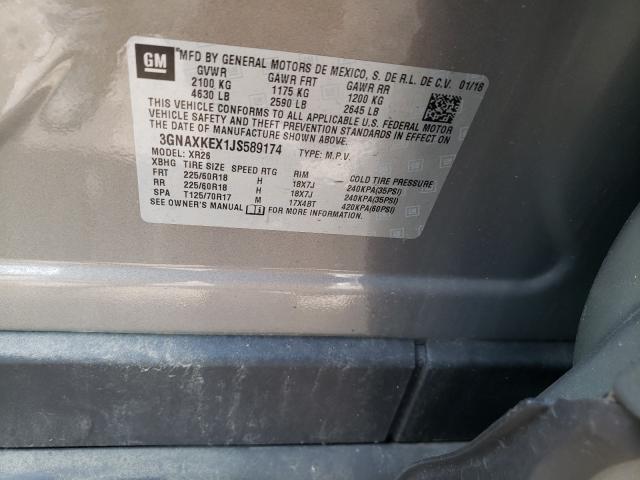 GM
*MFD BY GENERAL MOTORS DE MEXICO, S. DE R.L. DE C.V. 01/18
GVWR GAWR FRT GAWR RR
2100 KG 1175 KG 1200 KG
4630 LB 2590 LB 2645 LB
THIS VEHICLE CONFORMS TO ALL APPLICABLE U.S. FEDERAL MOTOR
VEHICLE SAFETY AND THEFT PREVENTION STANDARDS IN EFFECT ON
THE DATE OF MANUFACTURE SHOWN ABOVE.
3GNAXKEX1JS589174 TYPE: M.P.V.
MODEL: XR26
XBHG TIRE SIZE SPEED RTG RIM COLD TIRE PRESSURE
FRT 225/60R18 H 18X7J 240KPA(35PSI)
RR 225/60R18 H 18X7J 240KPA(35PSI)
SPA T125/70R17 M 17X4BT 420KPA(60PSI)
SEE OWNER'S MANUAL FOR MORE INFORMATION.